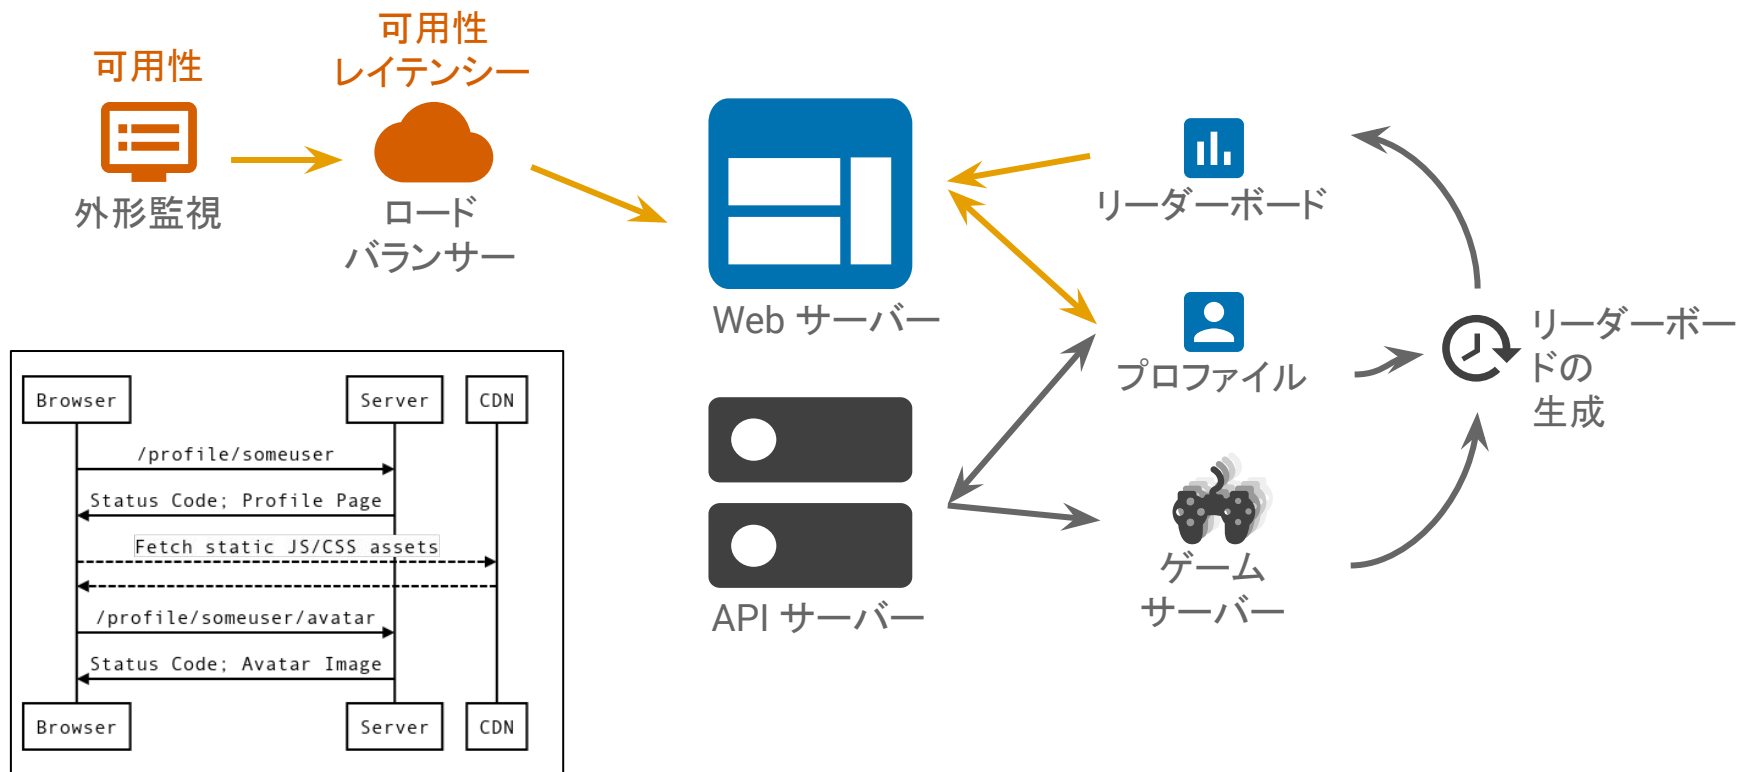 可用性
可用性
レイテンシー
外形監視
ロード
バランサー
Web サーバー
API サーバー
リーダーボード
プロファイル
ゲーム
サーバー
リーダーボー
ドの
生成
Browser
Server
CDN
/profile/someuser
Status Code; Profile Page
Fetch static JS/CSS assets
/profile/someuser/avatar
Status Code; Avatar Image
Browser
Server
CDN